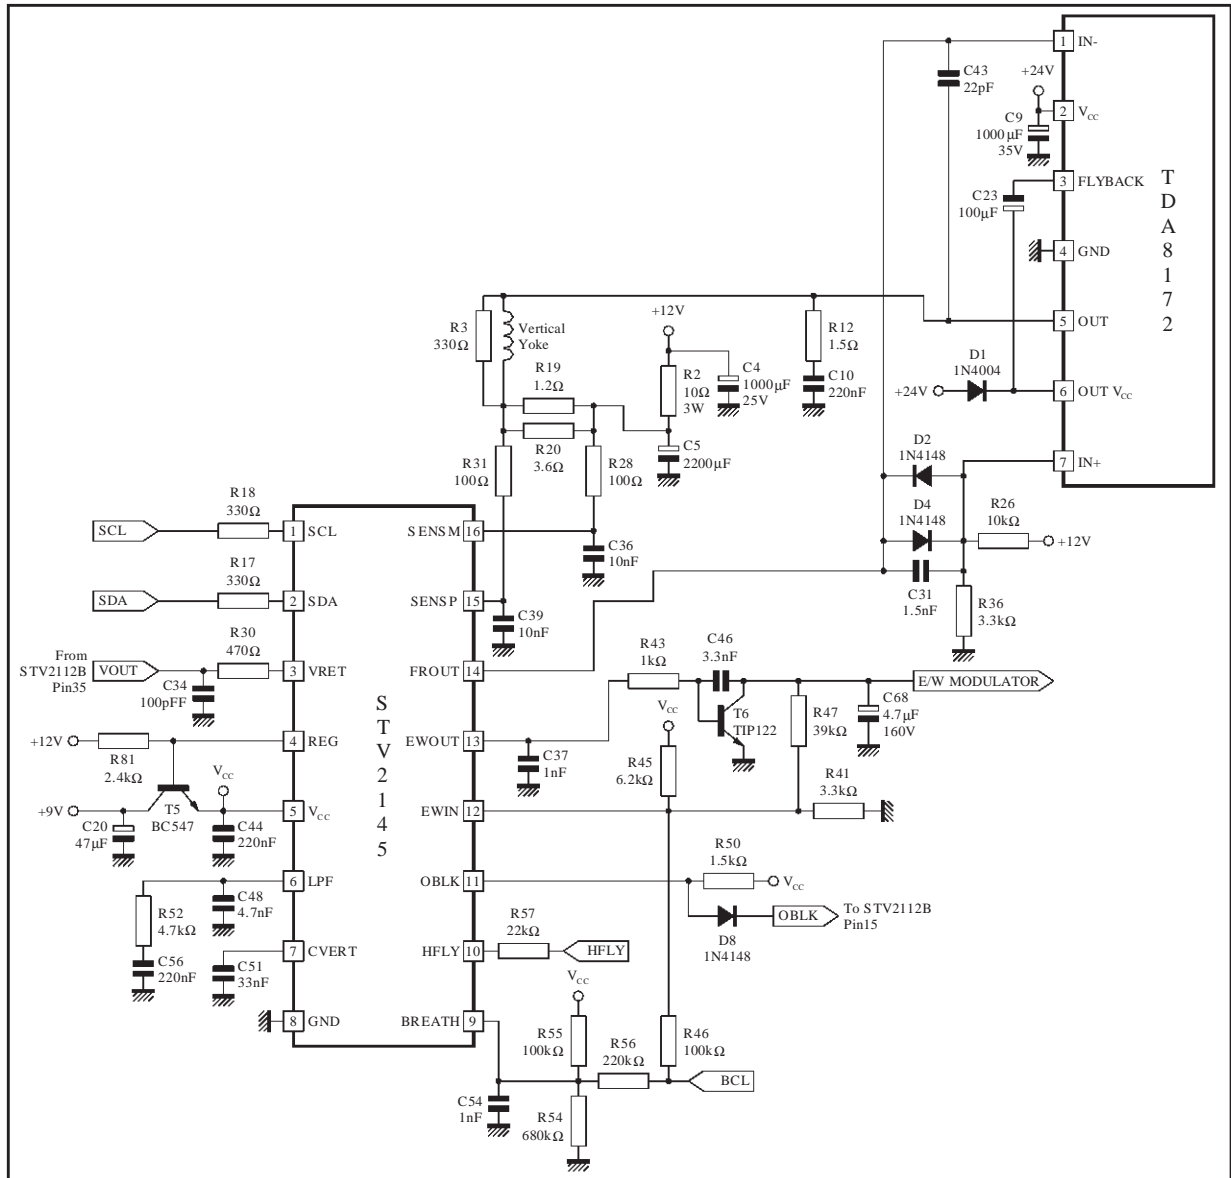 1 IN-
C43
22pF
+24V
2 VCC
C9
1000µF
35V
3 FLYBACK
C23
100µF
TDA8172
4 GND
+12V
R3
330Ω
Vertical
Yoke
R12
1.5Ω
5 OUT
R19
1.2Ω
R2
10Ω
3W
C4
1000µF
25V
C10
220nF
D1
1N4004
+24V
6 OUT VCC
R20
3.6Ω
C5
2200µF
D2
1N4148
7 IN+
R31
100Ω
R28
100Ω
R18
330Ω
SCL
1 SCL
SENSM 16
C36
10nF
D4
1N4148
R26
10kΩ
+12V
R17
330Ω
SDA
2 SDA
SENSP 15
C39
10nF
C31
1.5nF
R36
3.3kΩ
From
STV2112B
Pin35
VOUT
R30
470Ω
3 VRET
FROUT 14
C34
100pFF
R43
1kΩ
C46
3.3nF
E/W MODULATOR
STV2145
VCC
T6
TIP122
R47
39kΩ
C68
4.7µF
160V
+12V
R81
2.4kΩ
4 REG
EWOUT 13
C37
1nF
R45
6.2kΩ
VCC
+9V
T5
BC547
5 VCC
EWIN 12
R41
3.3kΩ
C20
47µF
C44
220nF
R50
1.5kΩ
VCC
6 LPF
OBLK 11
C48
4.7nF
R52
4.7kΩ
D8
1N4148
OBLK
To STV2112B
Pin15
R57
22kΩ
7 CVERT
HFLY 10
HFLY
C56
220nF
C51
33nF
VCC
8 GND
BREATH 9
R55
100kΩ
R56
220kΩ
R46
100kΩ
BCL
C54
1nF
R54
680kΩ